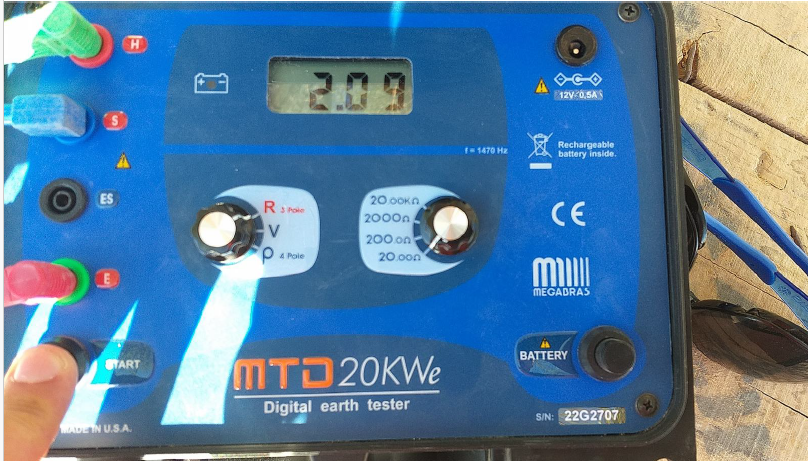 H
2.09
12V 0,5A
S
f = 1470 Hz
Rechargeable
battery inside.
ES
R 3 Pole
V
ρ 4 Pole
20.00KΩ
2000Ω
200.0Ω
20.00Ω
CE
E
MEGABRAS
START
BATTERY
MTD 20KWe
Digital earth tester
MADE IN U.S.A.
S/N: 22G2707